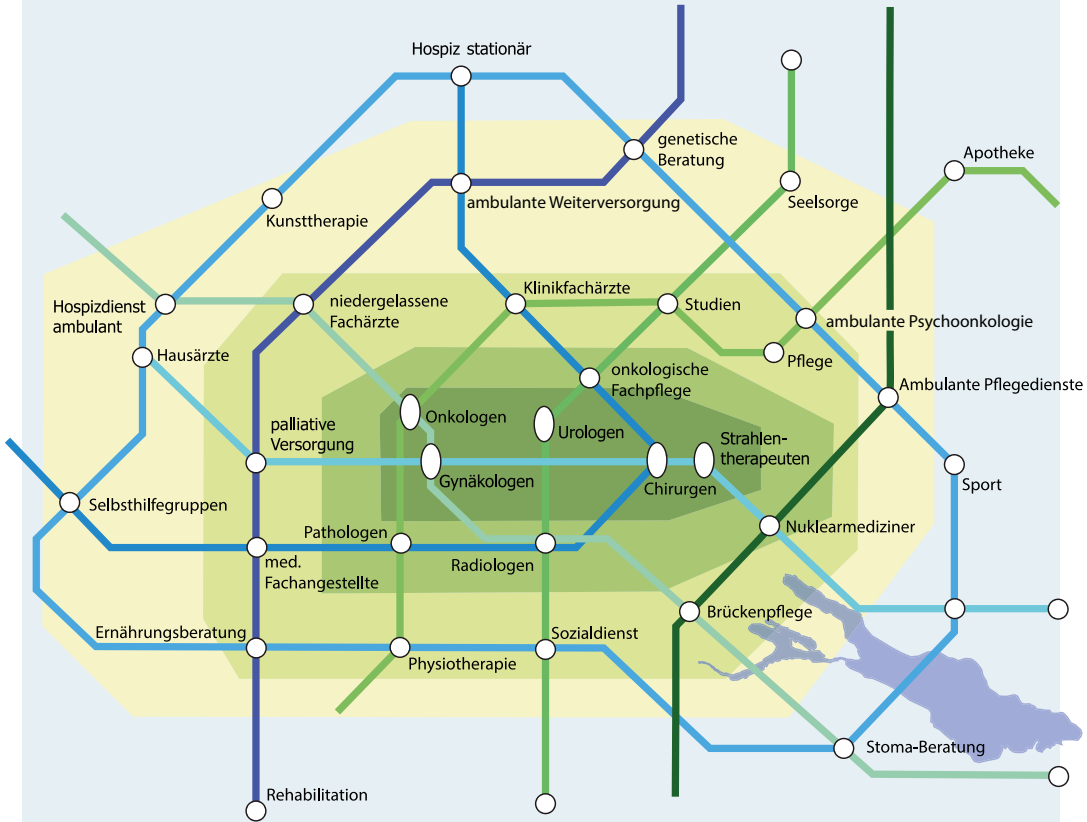 Hospiz stationär
genetische
Beratung
Apotheke
Kunsttherapie
ambulante Weiterversorgung
Seelsorge
Hospizdienst
ambulant
niedergelassene
Fachärzte
Klinikfachärzte
Studien
ambulante Psychoonkologie
Hausärzte
Pflege
onkologische
Fachpflege
Ambulante Pflegedienste
palliative
Versorgung
Onkologen
Urologen
Strahlen-
therapeuten
Gynäkologen
Chirurgen
Sport
Selbsthilfegruppen
Pathologen
Radiologen
Nuklearmediziner
med.
Fachangestellte
Brückenpflege
Ernährungsberatung
Physiotherapie
Sozialdienst
Stoma-Beratung
Rehabilitation